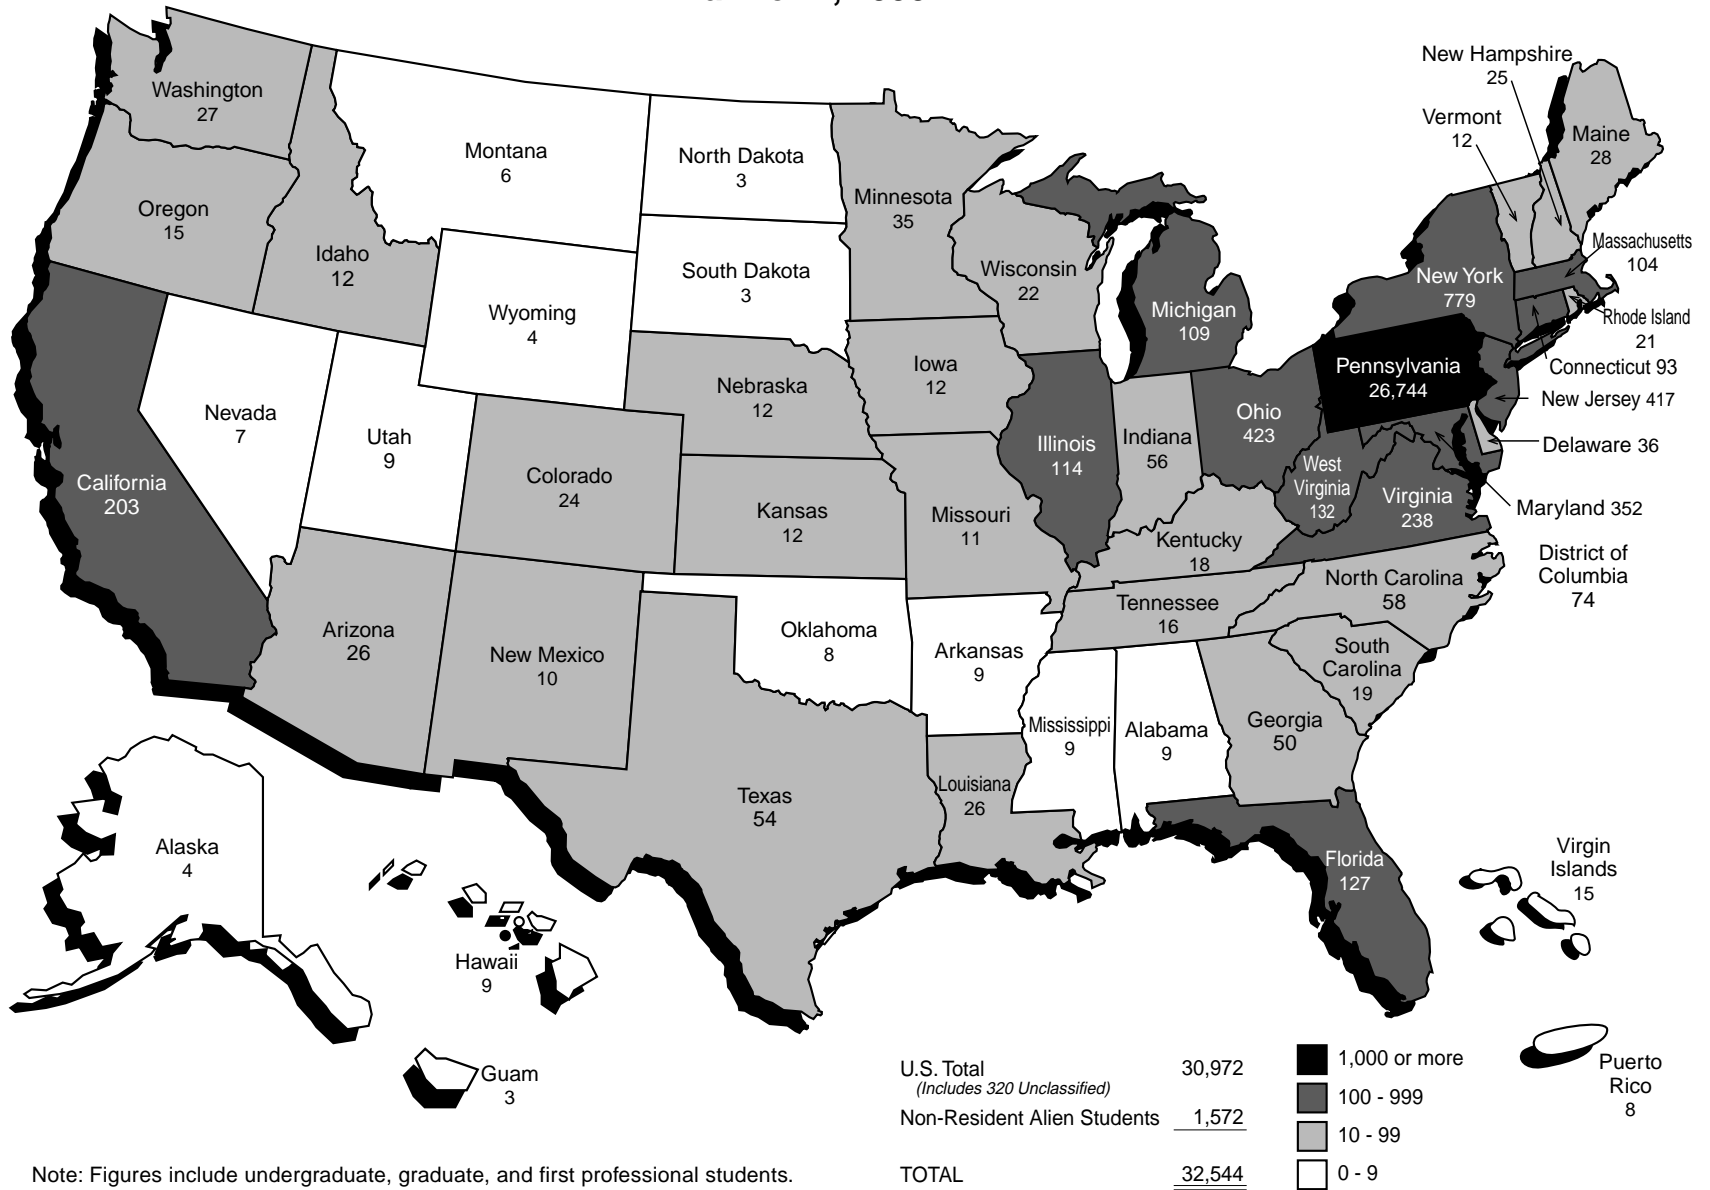 New Hampshire
25
Vermont
12
Maine
28
Washington
27
Montana
6
North Dakota
3
Minnesota
35
Oregon
15
Idaho
12
South Dakota
3
Wisconsin
22
Massachusetts
104
New York
779
Wyoming
4
Michigan
109
Rhode Island
21
Connecticut 93
Pennsylvania
26,744
New Jersey 417
Iowa
12
Nebraska
12
Nevada
7
Utah
9
Ohio
423
Illinois
114
Indiana
56
Delaware 36
California
203
Colorado
24
West
Virginia
132
Virginia
238
Maryland 352
Kansas
12
Missouri
11
Kentucky
18
District of
Columbia
74
North Carolina
58
Tennessee
16
Arizona
26
New Mexico
10
Oklahoma
8
Arkansas
9
South
Carolina
19
Mississippi
9
Alabama
9
Georgia
50
Texas
54
Louisiana
26
Alaska
4
Florida
127
Virgin
Islands
15
Hawaii
9
Guam
3
Puerto
Rico
8
U.S. Total 30,972
(Includes 320 Unclassified)
Non-Resident Alien Students 1,572
TOTAL 32,544
1,000 or more
100 - 999
10 - 99
0 - 9
Note: Figures include undergraduate, graduate, and first professional students.